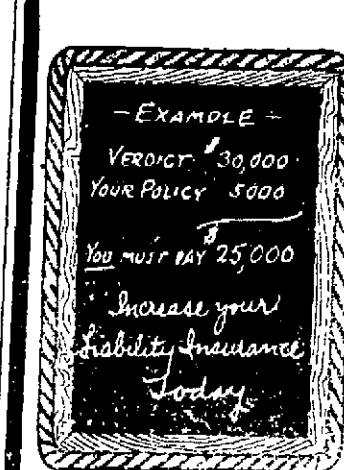 - EXAMPLE -
VERDICT $30,000
YOUR POLICY 5000
YOU MUST PAY $25,000
Increase your
Liability Insurance
Today